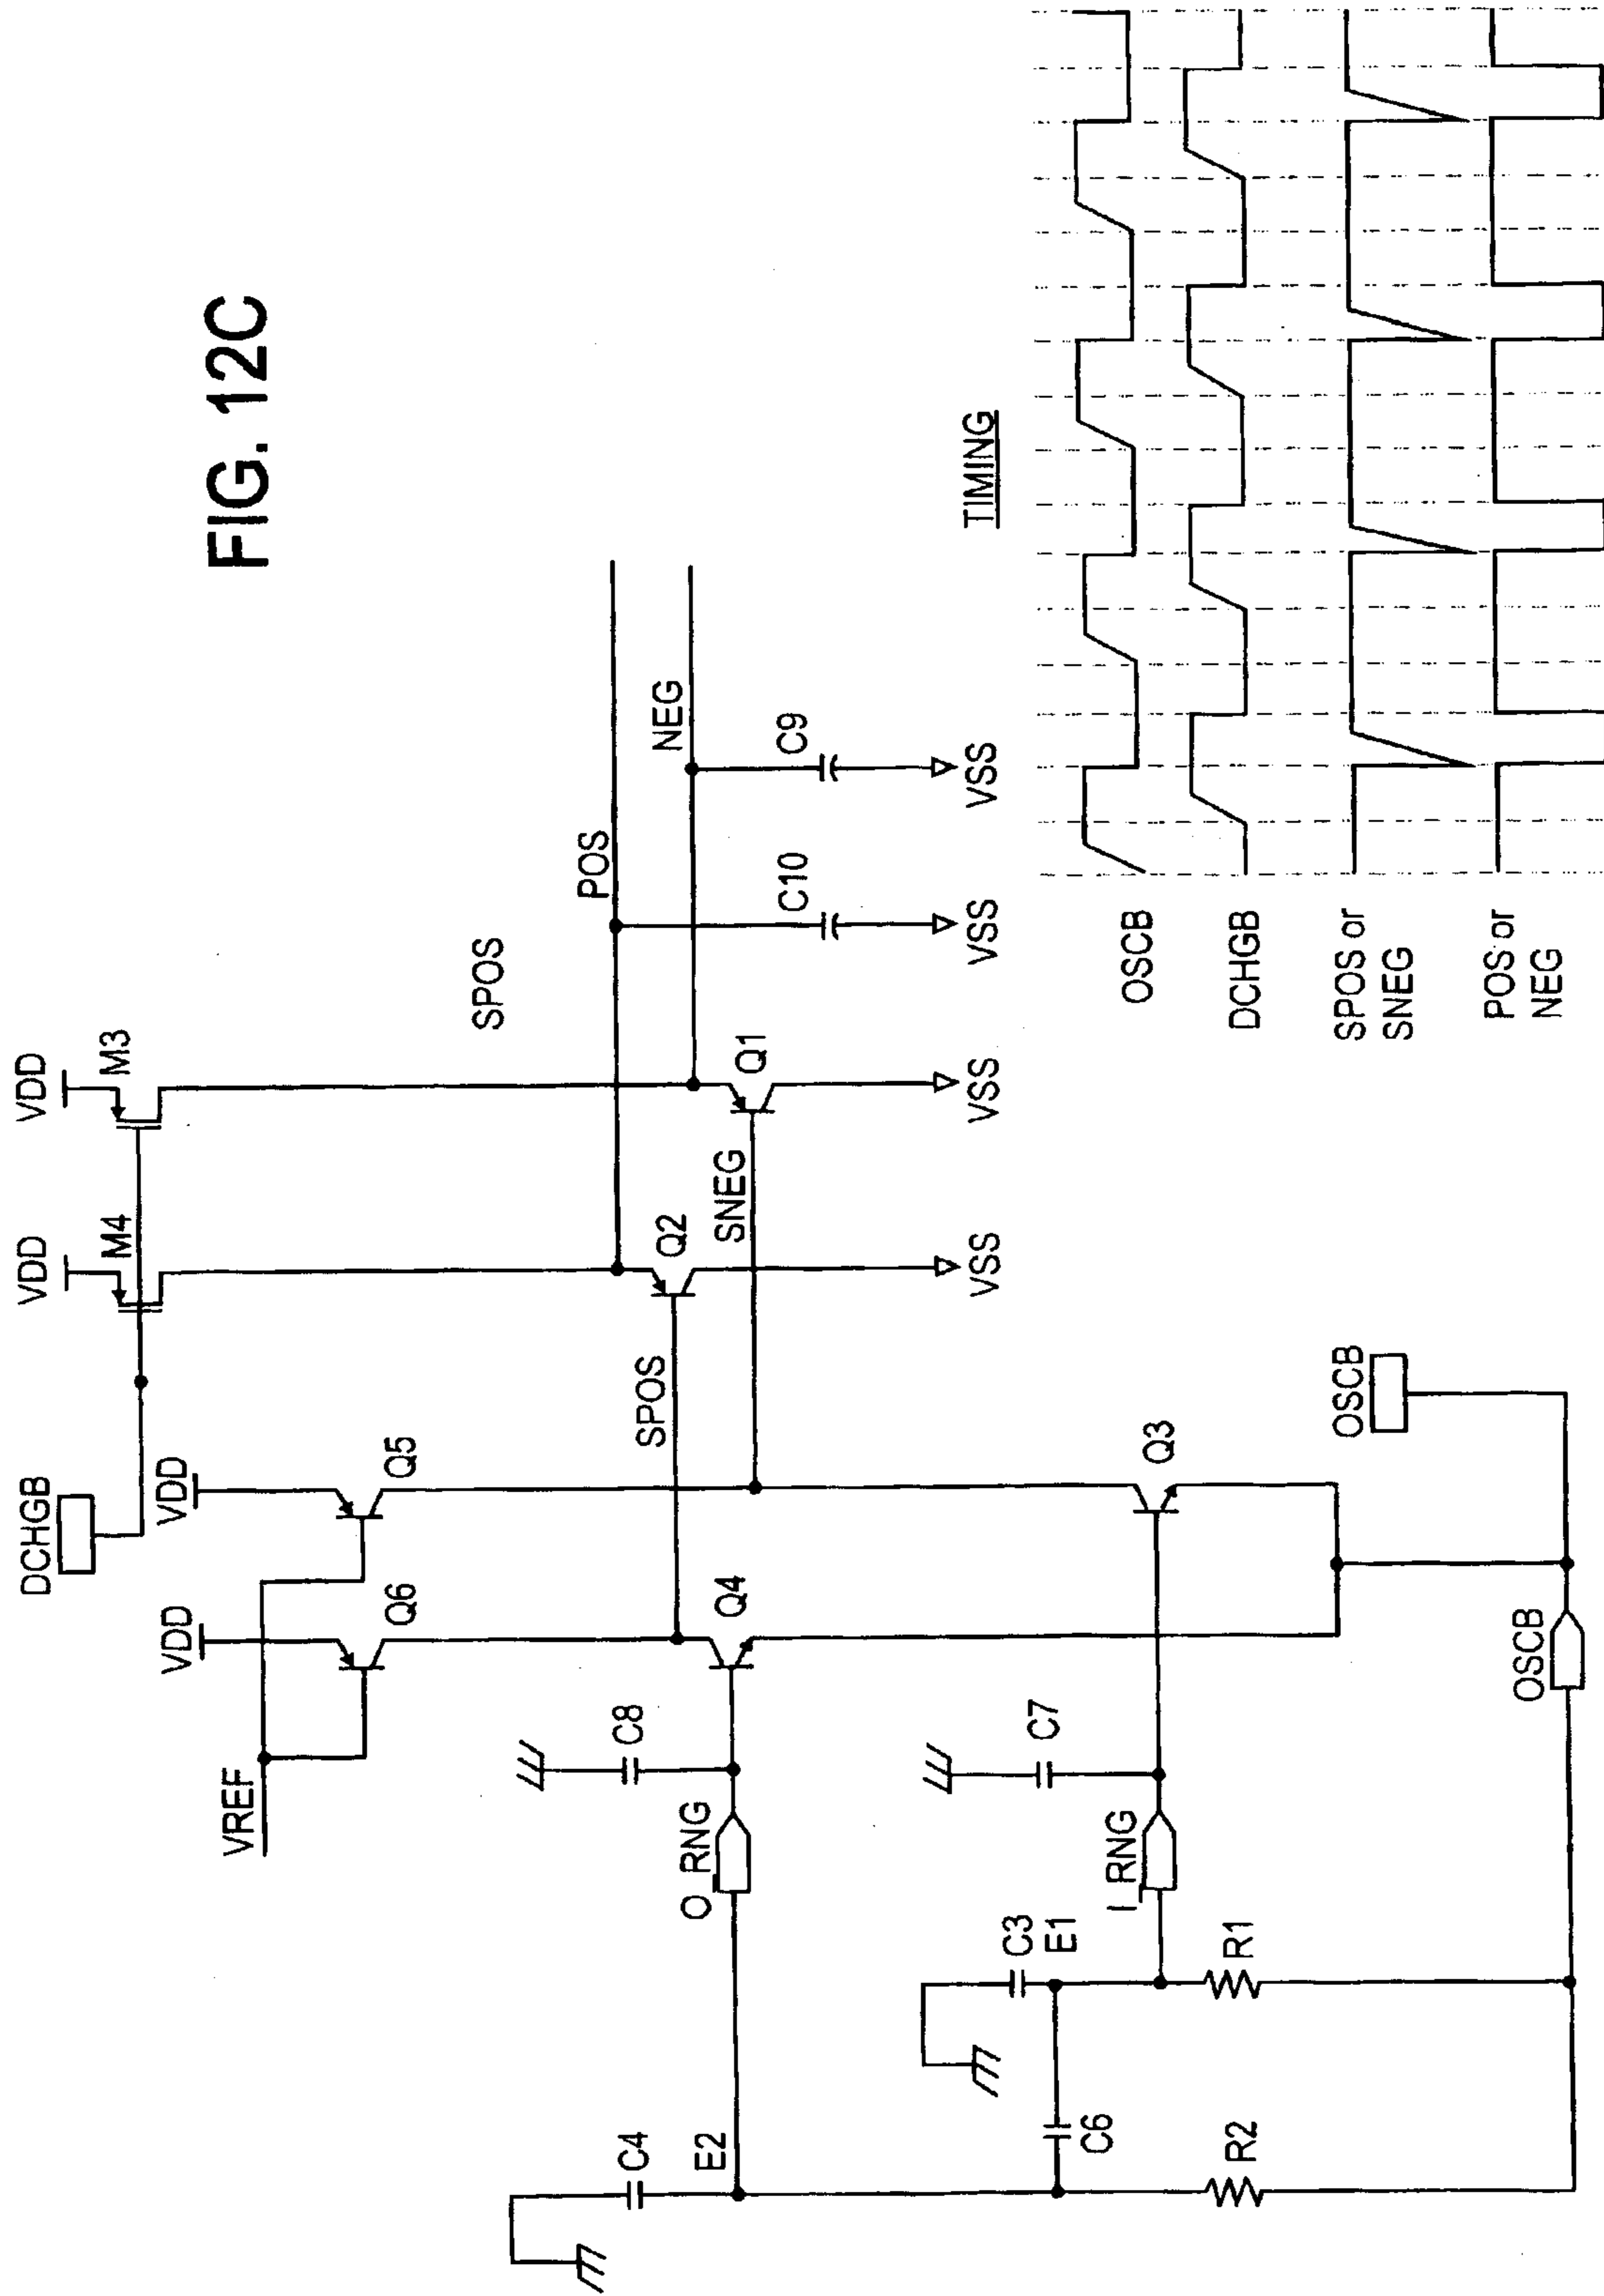 FIG. 12C
DCHGB
VDD
M4
VDD
M3
VDD
Q6
VDD
Q5
VREF
SPOS
POS
NEG
SPOS
Q2
SNEG
Q1
C10
C9
VSS
VSS
VSS
VSS
C8
Q4
O_RNG
C4
E2
C7
Q3
I_RNG
C3
E1
C6
R2
R1
OSCB
OSCB
TIMING
OSCB
DCHGB
SPOS or
SNEG
POS or
NEG